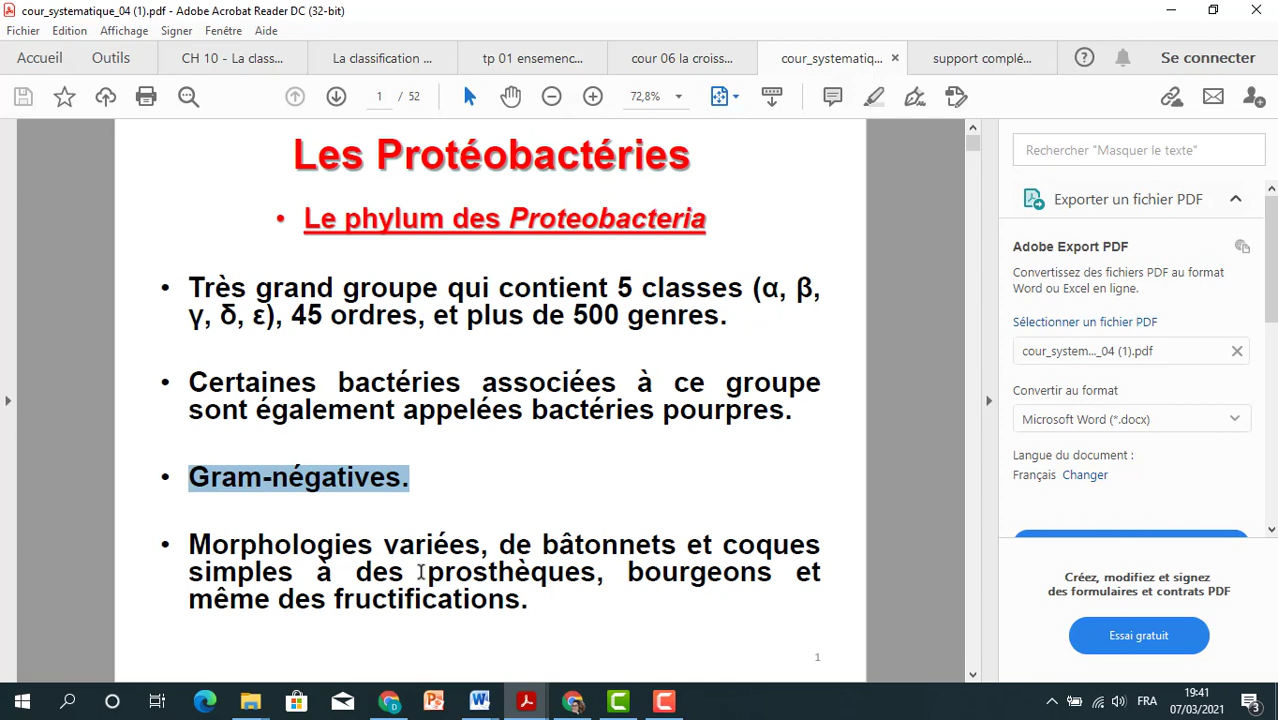 cour_systematique_04 (1).pdf - Adobe Acrobat Reader DC (32-bit)
Fichier Edition Affichage Signer Fenêtre Aide
Accueil Outils CH 10 - La class... La classification ... tp 01 ensemenc... cour 06 la croiss... cour_systematiq... support complé... Se connecter
1 / 52 72,8%
Les Protéobactéries
• Le phylum des Proteobacteria
• Très grand groupe qui contient 5 classes (α, β,
γ, δ, ε), 45 ordres, et plus de 500 genres.
• Certaines bactéries associées à ce groupe
sont également appelées bactéries pourpres.
• Gram-négatives.
• Morphologies variées, de bâtonnets et coques
simples à des prosthèques, bourgeons et
même des fructifications.
1
Rechercher "Masquer le texte"
Exporter un fichier PDF
Adobe Export PDF
Convertissez des fichiers PDF au format
Word ou Excel en ligne.
Sélectionner un fichier PDF
cour_system..._04 (1).pdf
Convertir au format
Microsoft Word (*.docx)
Langue du document :
Français Changer
Créez, modifiez et signez
des formulaires et contrats PDF
Essai gratuit
FRA
19:41
07/03/2021
3